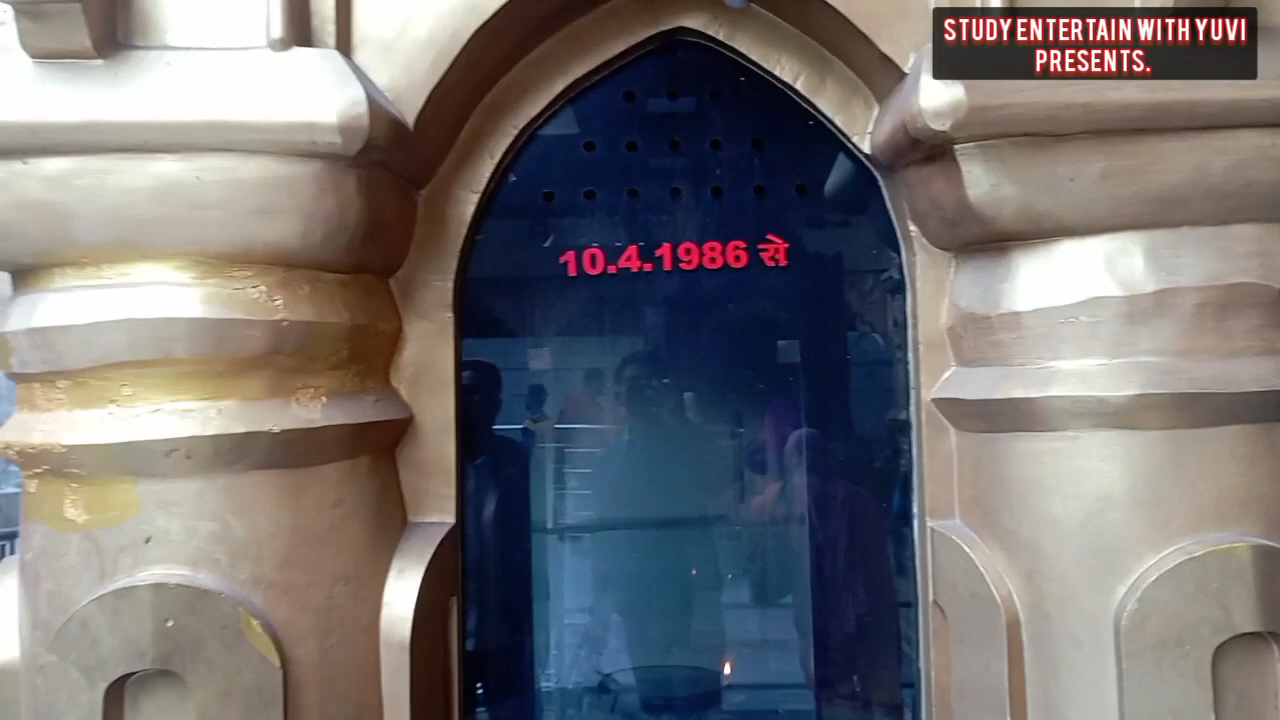 STUDY ENTERTAIN WITH YUVI
PRESENTS.
10.4.1986 से